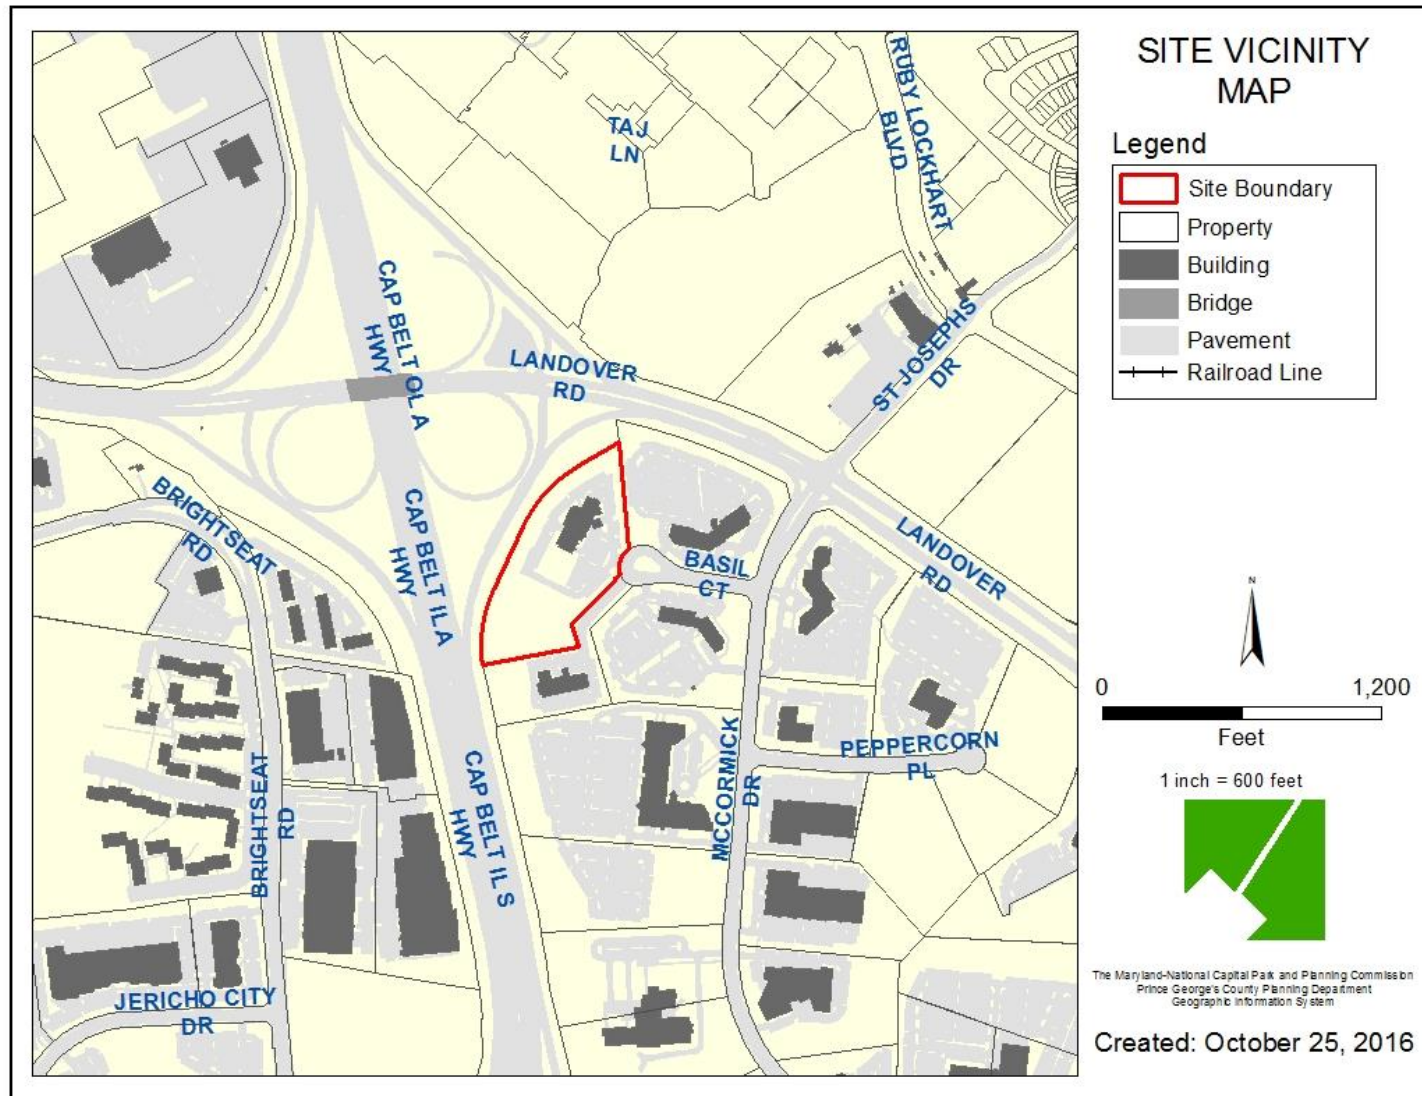 SITE VICINITY
MAP
Legend
Site Boundary
Property
Building
Bridge
Pavement
Railroad Line
N
0 1,200
Feet
1 inch = 600 feet
The Maryland-National Capital Park and Planning Commission
Prince George's County Planning Department
Geographic Information System
Created: October 25, 2016
RUBY LOCKHART
BLVD
TAJ
LN
CAP BELT OL A
HWY
LANDOVER
RD
ST JOSEPHS
DR
BRIGHTSEAT
RD
CAP BELT IL A
HWY
BASIL
CT
LANDOVER
RD
MCCORMICK
DR
PEPPERCORN
PL
BRIGHTSEAT
RD
CAP BELT IL S
HWY
JERICHO CITY
DR